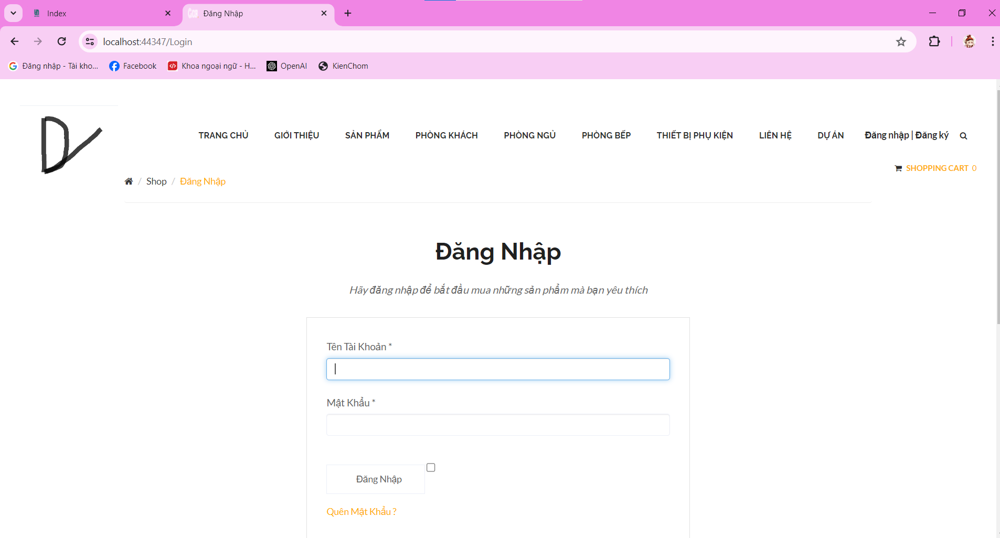 Index
Đăng Nhập
localhost:44347/Login
Đăng nhập - Tài kho...
Facebook
Khoa ngoại ngữ - H...
OpenAI
KienChom
TRANG CHỦ
GIỚI THIỆU
SẢN PHẨM
PHÒNG KHÁCH
PHÒNG NGỦ
PHÒNG BẾP
THIẾT BỊ PHỤ KIỆN
LIÊN HỆ
DỰ ÁN
Đăng nhập | Đăng ký
SHOPPING CART 0
/ Shop / Đăng Nhập
Đăng Nhập
Hãy đăng nhập để bắt đầu mua những sản phẩm mà bạn yêu thích
Tên Tài Khoản *
Mật Khẩu *
Đăng Nhập
Quên Mật Khẩu ?